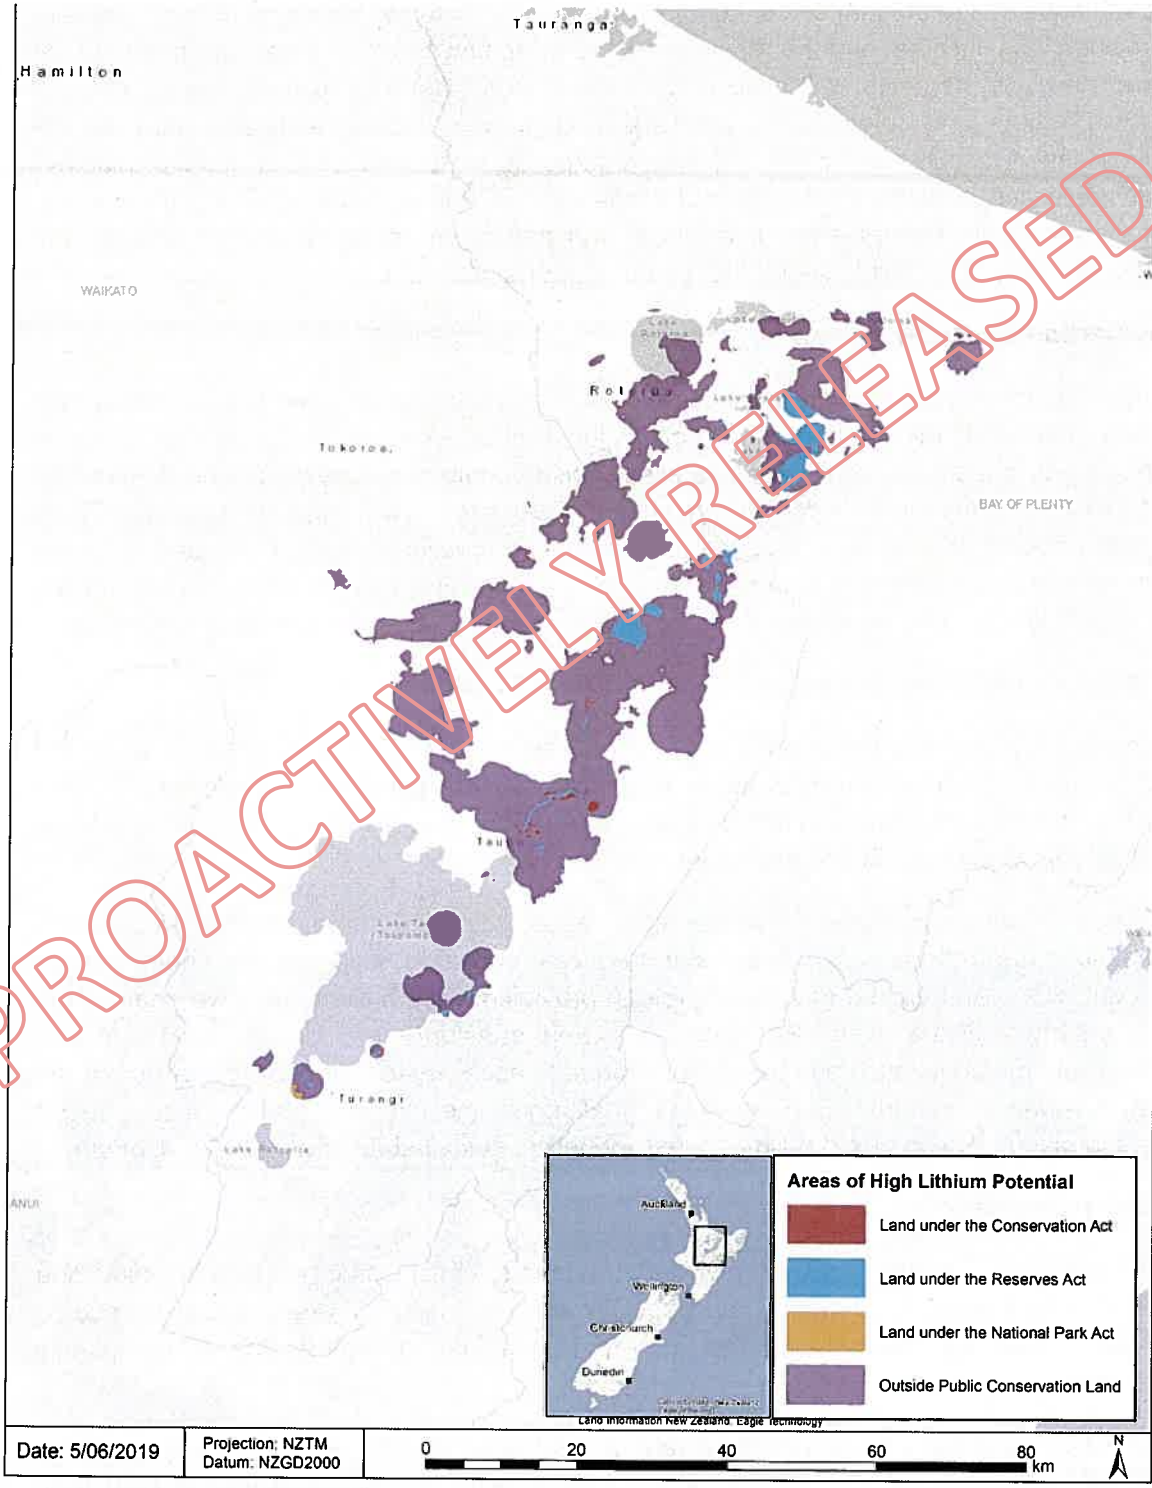 Tauranga
Hamilton
WAIKATO
Lake
Rotorua
Tokoroa
BAY OF PLENTY
PROACTIVELY RELEASED
Turangi
ANUI
Auckland
Wellington
Christchurch
Dunedin
Land Information New Zealand, Eagle Technology
Areas of High Lithium Potential
Land under the Conservation Act
Land under the Reserves Act
Land under the National Park Act
Outside Public Conservation Land
Date: 5/06/2019
Projection: NZTM
Datum: NZGD2000
0 20 40 60 80
km
N